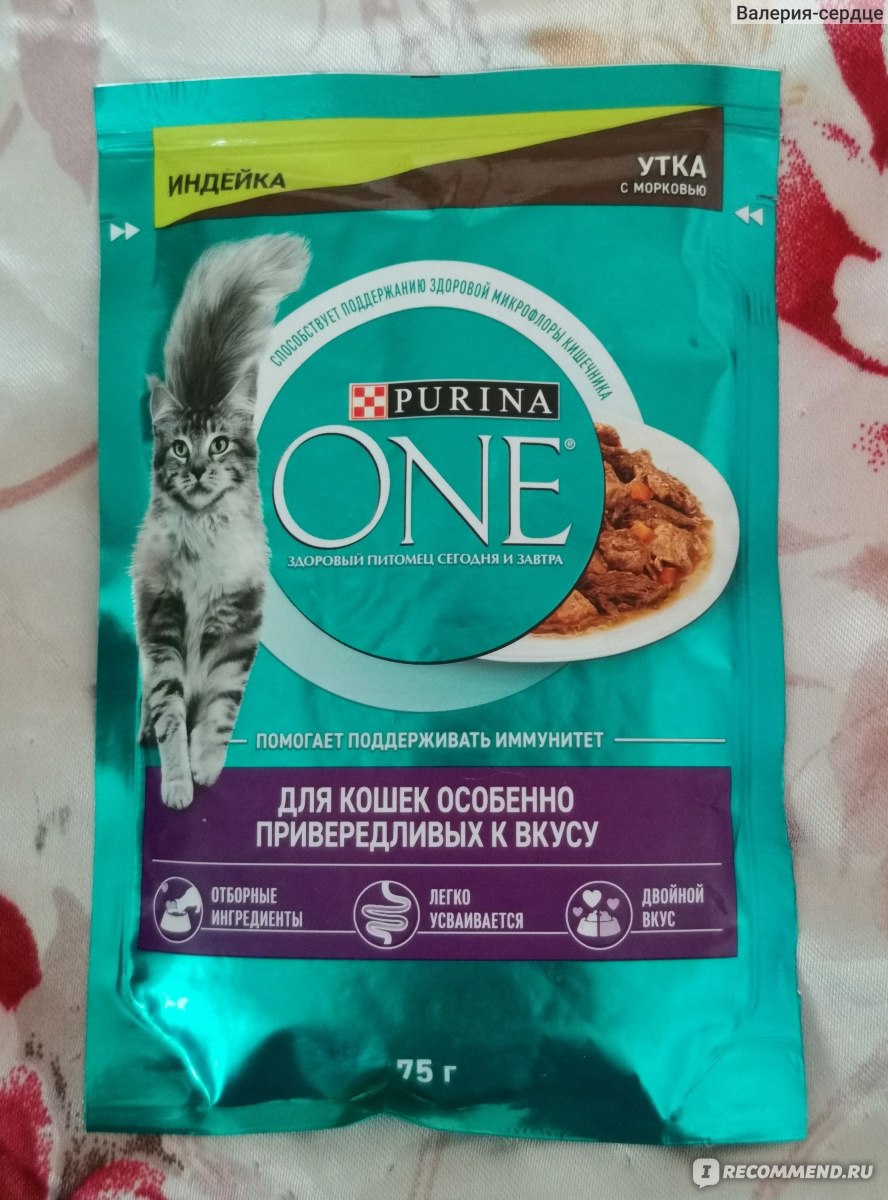 Валерия-сердце
ИНДЕЙКА
УТКА
С МОРКОВЬЮ
СПОСОБСТВУЕТ ПОДДЕРЖАНИЮ ЗДОРОВОЙ МИКРОФЛОРЫ КИШЕЧНИКА
PURINA
ONE®
ЗДОРОВЫЙ ПИТОМЕЦ СЕГОДНЯ И ЗАВТРА
ПОМОГАЕТ ПОДДЕРЖИВАТЬ ИММУНИТЕТ
ДЛЯ КОШЕК ОСОБЕННО
ПРИВЕРЕДЛИВЫХ К ВКУСУ
ОТБОРНЫЕ
ИНГРЕДИЕНТЫ
ЛЕГКО
УСВАИВАЕТСЯ
ДВОЙНОЙ
ВКУС
75 г
I RECOMMEND.RU